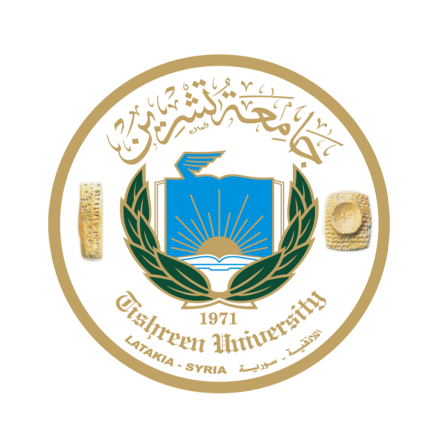 جامعة تشرين
1971
Tishreen University
LATAKIA - SYRIA
اللاذقية - سورية